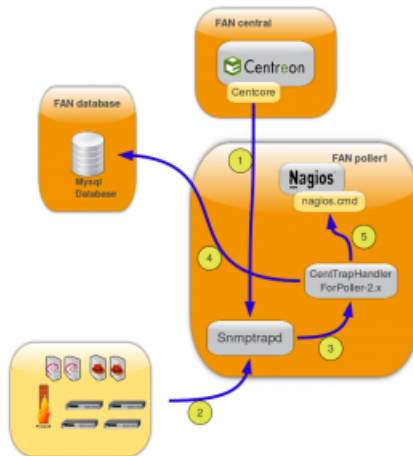 FAN central
Centreon
Centcore
FAN database
Mysql
Database
1
FAN poller1
Nagios
nagios.cmd
5
4
CentTrapHandler
ForPoller-2.x
Snmptrapd
3
2